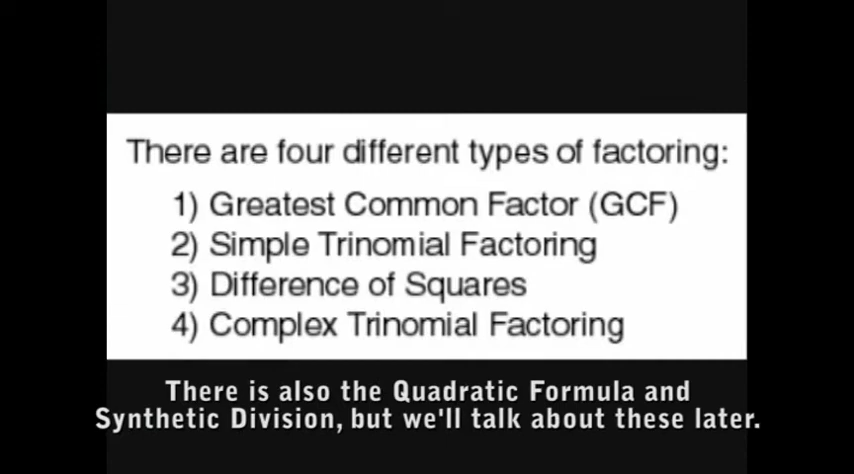 There are four different types of factoring:
1) Greatest Common Factor (GCF)
2) Simple Trinomial Factoring
3) Difference of Squares
4) Complex Trinomial Factoring
There is also the Quadratic Formula and
Synthetic Division, but we'll talk about these later.